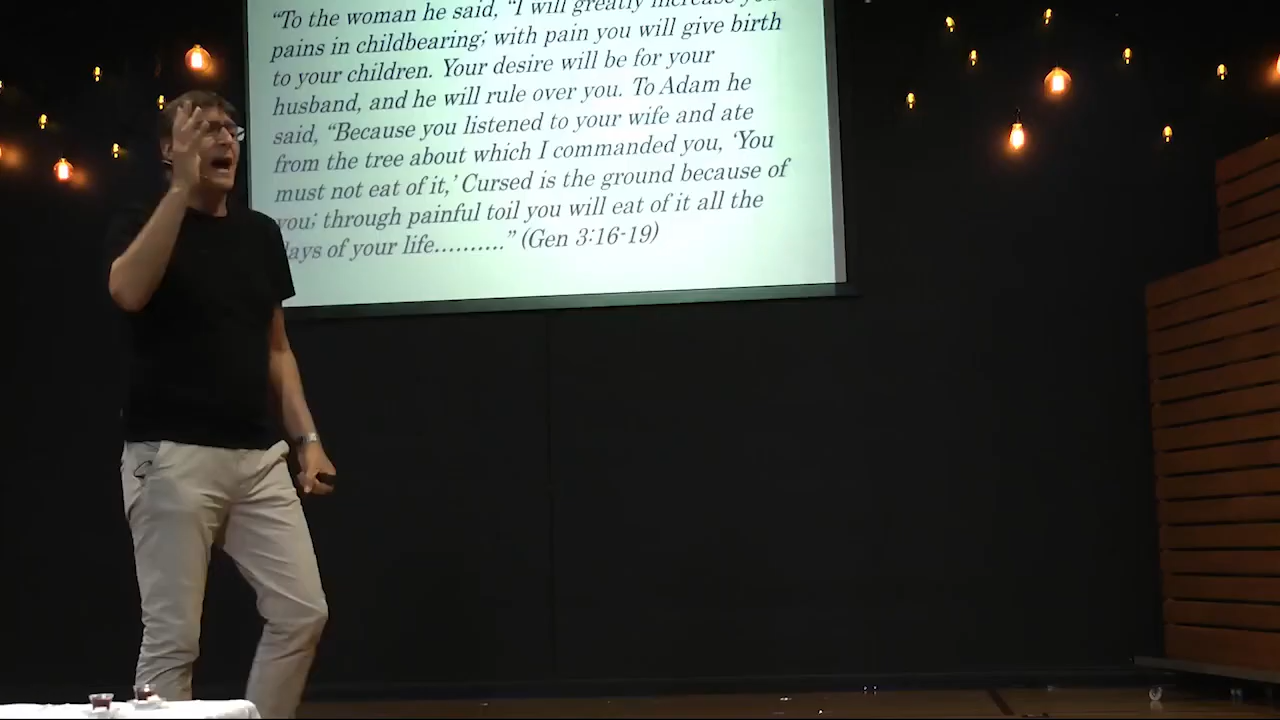 “To the woman he said, “I will greatly increase your
pains in childbearing; with pain you will give birth
to your children. Your desire will be for your
husband, and he will rule over you. To Adam he
said, “Because you listened to your wife and ate
from the tree about which I commanded you, ‘You
must not eat of it,’ Cursed is the ground because of
you; through painful toil you will eat of it all the
days of your life..........” (Gen 3:16-19)